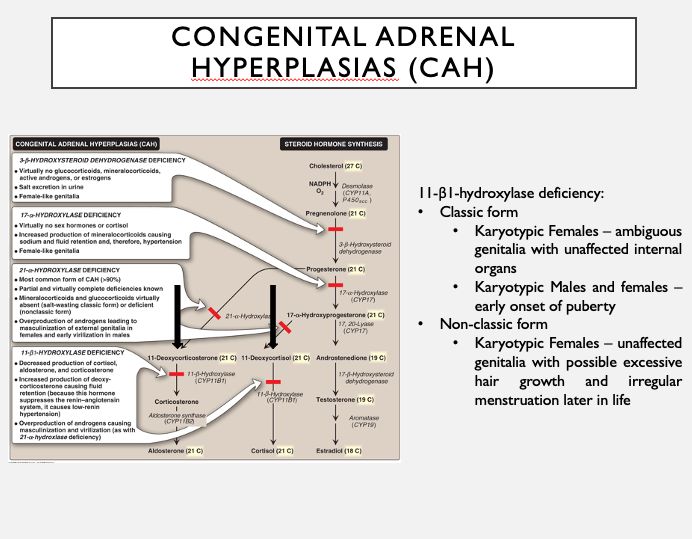 CONGENITAL ADRENAL
HYPERPLASIAS (CAH)
CONGENITAL ADRENAL HYPERPLASIAS (CAH)
3-β-HYDROXYSTEROID DEHYDROGENASE DEFICIENCY
● Virtually no glucocorticoids, mineralocorticoids,
active androgens, or estrogens
● Salt excretion in urine
● Female-like genitalia
17-α-HYDROXYLASE DEFICIENCY
● Virtually no sex hormones or cortisol
● Increased production of mineralocorticoids causing
sodium and fluid retention and, therefore, hypertension
● Female-like genitalia
21-α-HYDROXYLASE DEFICIENCY
● Most common form of CAH (>90%)
● Partial and virtually complete deficiencies known
● Mineralocorticoids and glucocorticoids virtually
absent (salt-wasting classic form) or deficient
(nonclassic form)
● Overproduction of androgens leading to
masculinization of external genitalia in
females and early virilization in males
11-β1-HYDROXYLASE DEFICIENCY
● Decreased production of cortisol,
aldosterone, and corticosterone
● Increased production of deoxy-
corticosterone causing fluid
retention (because this hormone
suppresses the renin–angiotensin
system, it causes low-renin
hypertension)
● Overproduction of androgens causing
masculinization and virilization (as with
21-α-hydroxlase deficiency)
STEROID HORMONE SYNTHESIS
Cholesterol (27 C)
NADPH
O2
Desmolase
(CYP11A,
P450scc)
Pregnenolone (21 C)
3-β-Hydroxysteroid
dehydrogenase
Progesterone (21 C)
17-α-Hydroxylase
(CYP17)
21-α-Hydroxylase
17-α-Hydroxyprogesterone (21 C)
17, 20-Lyase
(CYP17)
11-Deoxycorticosterone (21 C)
11-Deoxycortisol (21 C)
Androstenedione (19 C)
11-β-Hydroxylase
(CYP11B1)
17-β-Hydroxysteroid
dehydrogenase
11-β-Hydroxylase
(CYP11B1)
Corticosterone
Testosterone (19 C)
Aldosterone synthase
(CYP11B2)
Aromatase
(CYP19)
Aldosterone (21 C)
Cortisol (21 C)
Estradiol (18 C)
11-β1-hydroxylase deficiency:
• Classic form
• Karyotypic Females – ambiguous
genitalia with unaffected internal
organs
• Karyotypic Males and females –
early onset of puberty
• Non-classic form
• Karyotypic Females – unaffected
genitalia with possible excessive
hair growth and irregular
menstruation later in life